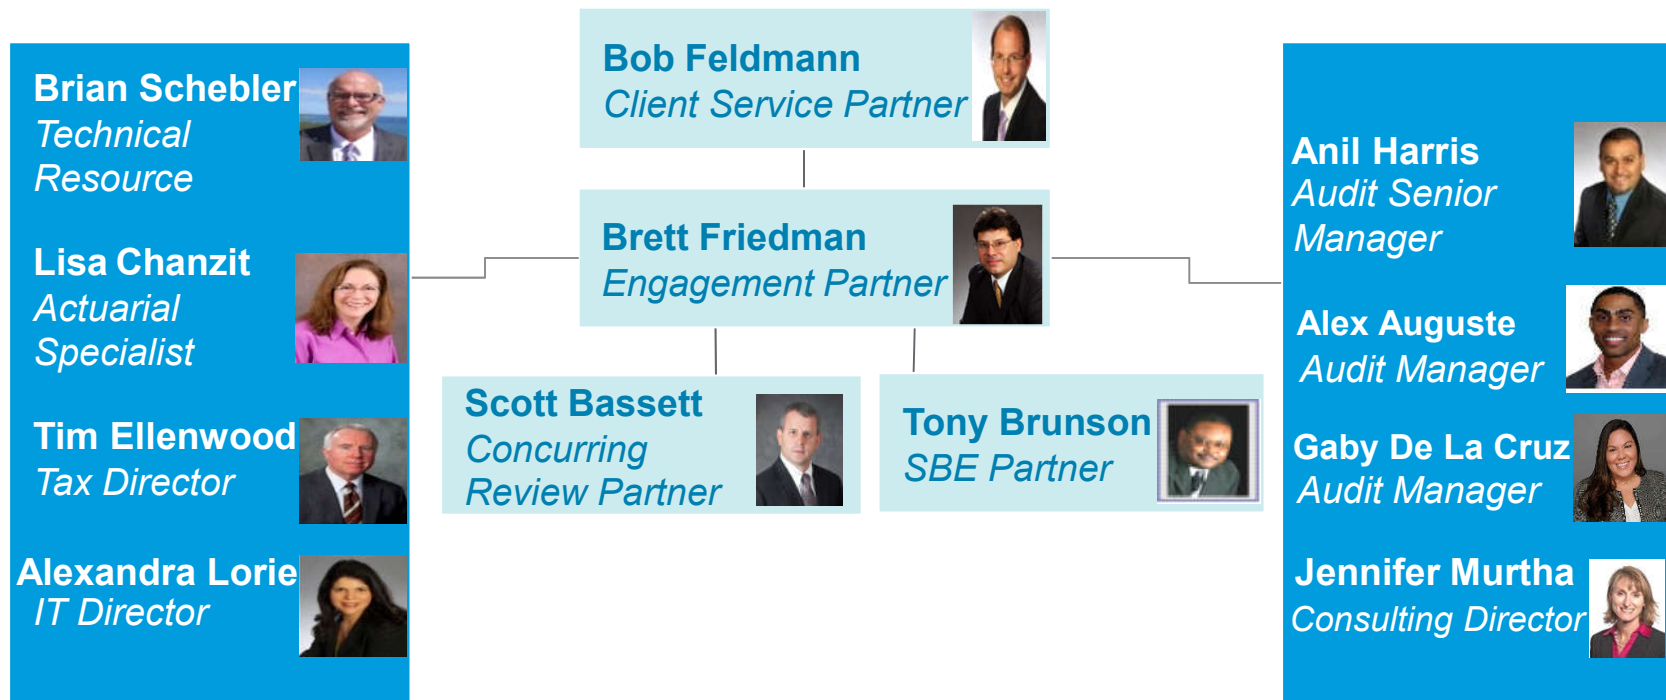 Brian Schebler
Technical
Resource
Lisa Chanzit
Actuarial
Specialist
Tim Ellenwood
Tax Director
Alexandra Lorie
IT Director
Bob Feldmann
Client Service Partner
Brett Friedman
Engagement Partner
Scott Bassett
Concurring
Review Partner
Tony Brunson
SBE Partner
Anil Harris
Audit Senior
Manager
Alex Auguste
Audit Manager
Gaby De La Cruz
Audit Manager
Jennifer Murtha
Consulting Director